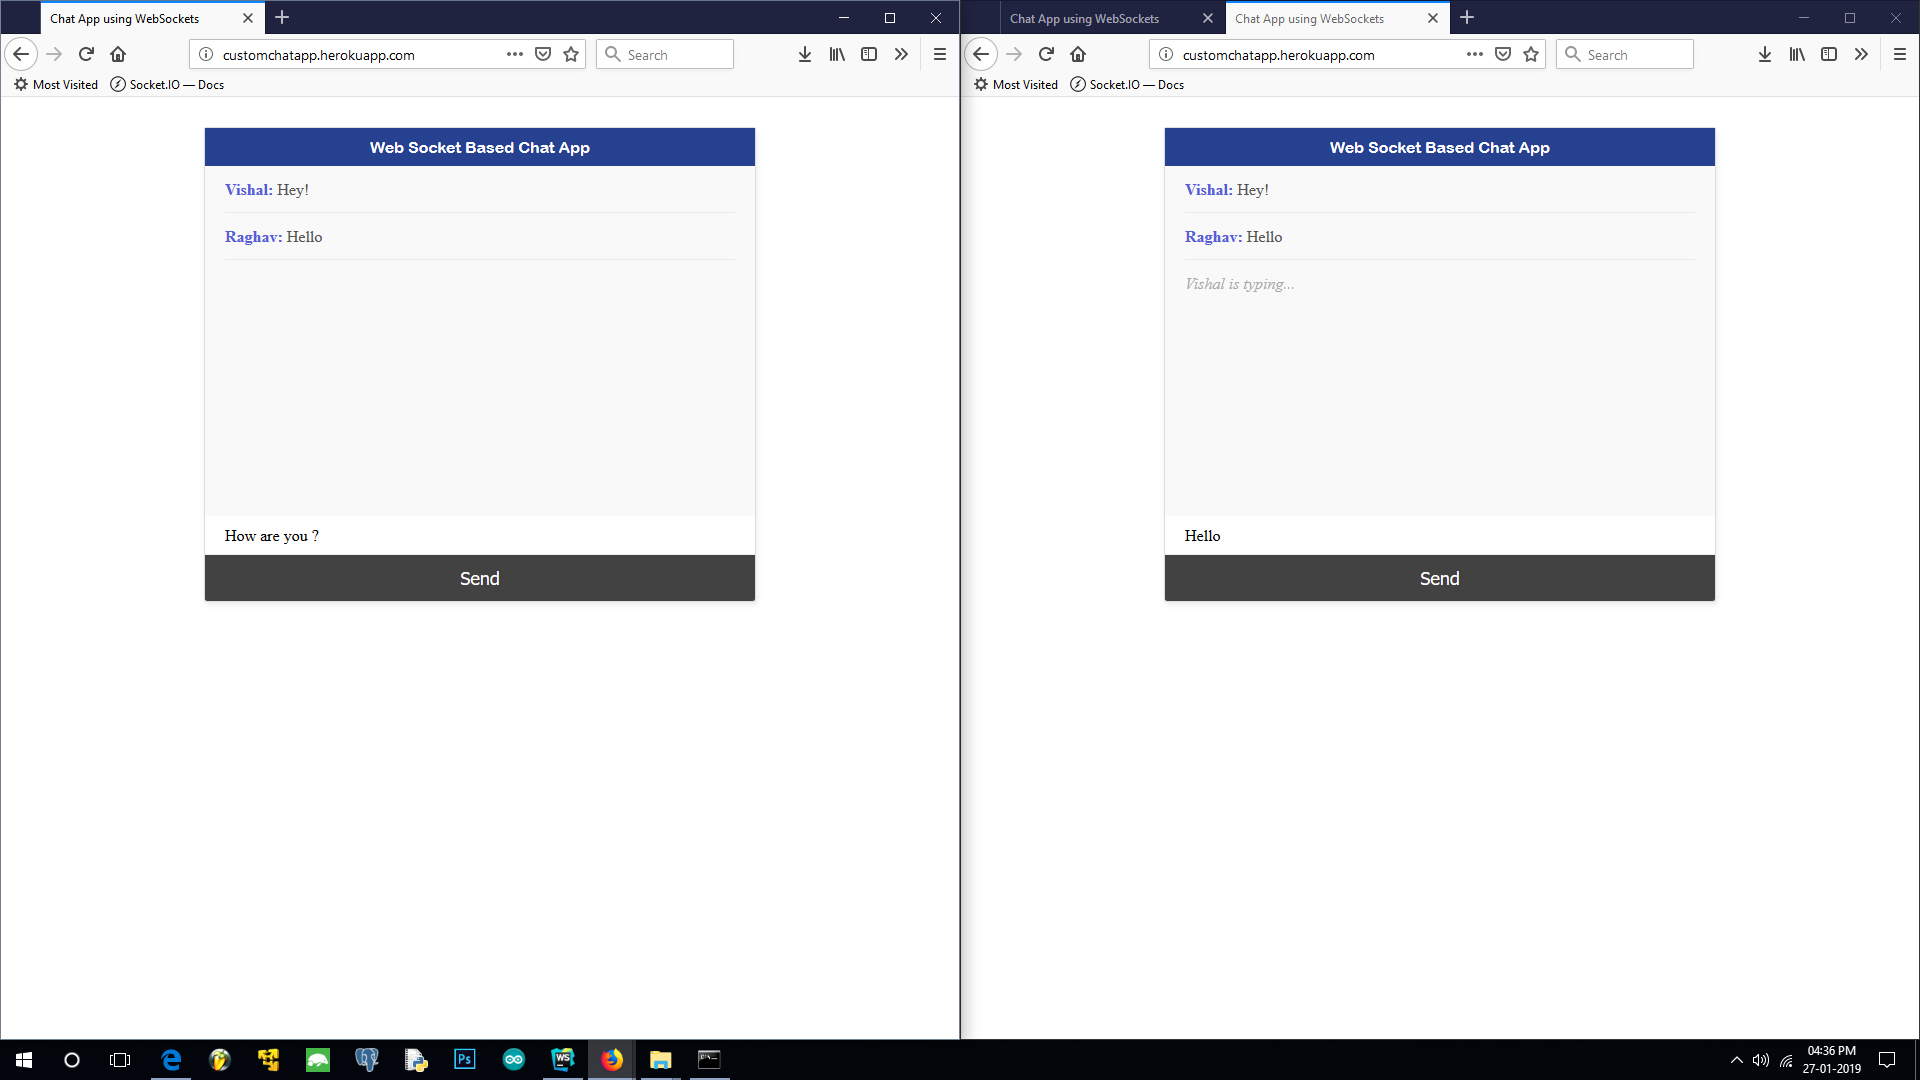 Chat App using WebSockets
customchatapp.herokuapp.com
Search
Most Visited
Socket.IO — Docs
Web Socket Based Chat App
Vishal: Hey!
Raghav: Hello
How are you ?
Send
Chat App using WebSockets
Chat App using WebSockets
customchatapp.herokuapp.com
Search
Most Visited
Socket.IO — Docs
Web Socket Based Chat App
Vishal: Hey!
Raghav: Hello
Vishal is typing...
Hello
Send
Ps
WS
04:36 PM
27-01-2019